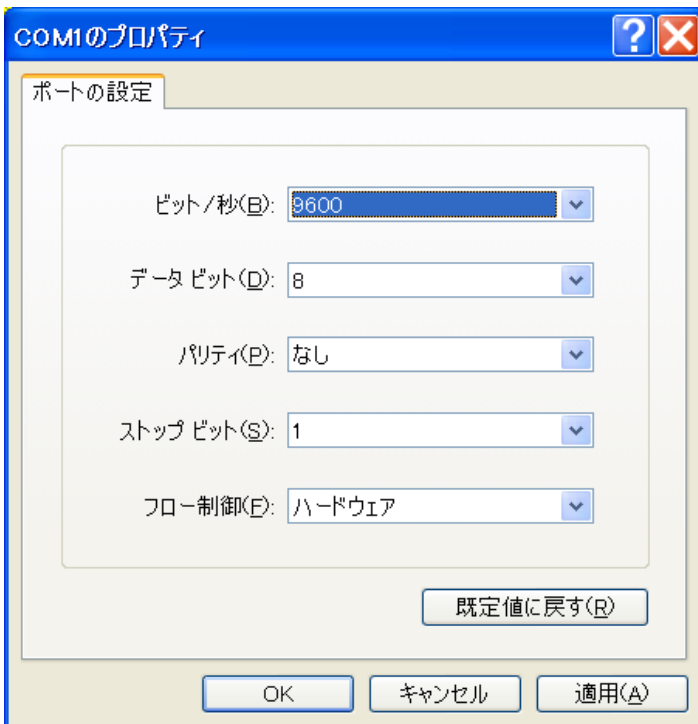 COM1のプロパティ
ポートの設定
ビット/秒(B): 9600
データ ビット(D): 8
パリティ(P): なし
ストップ ビット(S): 1
フロー制御(F): ハードウェア
既定値に戻す(R)
OK キャンセル 適用(A)